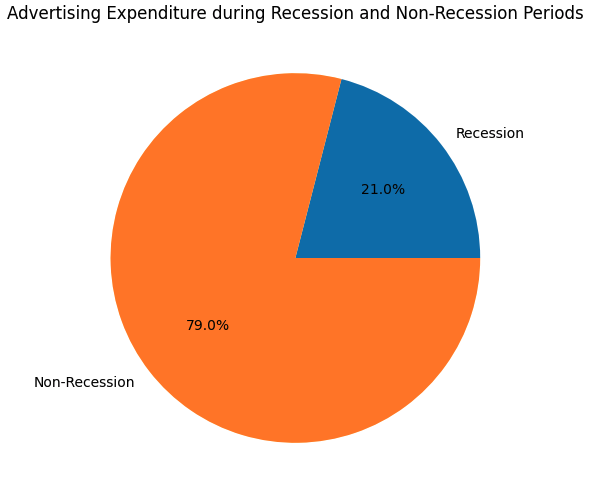 Advertising Expenditure during Recession and Non-Recession Periods
Recession
21.0%
79.0%
Non-Recession